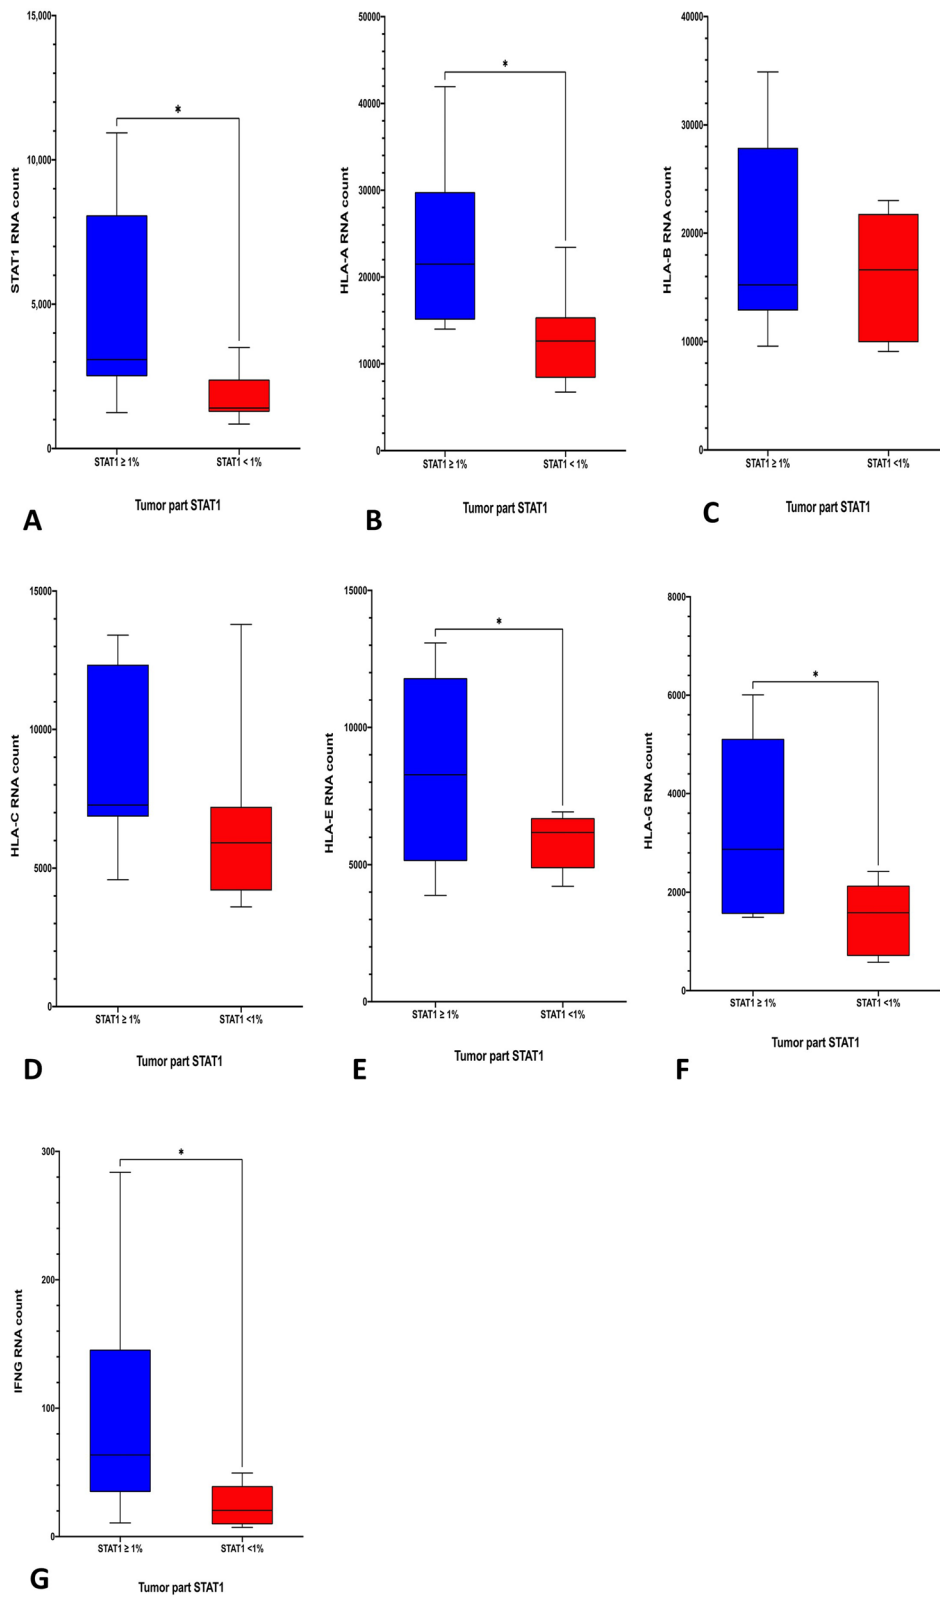 15,000
10,000
5,000
0
STAT1 RNA count
*
STAT1 ≥ 1%
STAT1 < 1%
Tumor part STAT1
A
50000
40000
30000
20000
10000
0
HLA-A RNA count
*
STAT1 ≥ 1%
STAT1 < 1%
Tumor part STAT1
B
40000
30000
20000
10000
0
HLA-B RNA count
STAT1 ≥ 1%
STAT1 <1%
Tumor part STAT1
C
15000
10000
5000
0
HLA-C RNA count
STAT1 ≥ 1%
STAT1 <1%
Tumor part STAT1
D
15000
10000
5000
0
HLA-E RNA count
*
STAT1 ≥ 1%
STAT1 <1%
Tumor part STAT1
E
8000
6000
4000
2000
0
HLA-G RNA count
*
STAT1 ≥ 1%
STAT1 <1%
Tumor part STAT1
F
300
200
100
0
IFNG RNA count
*
STAT1 ≥ 1%
STAT1 <1%
Tumor part STAT1
G